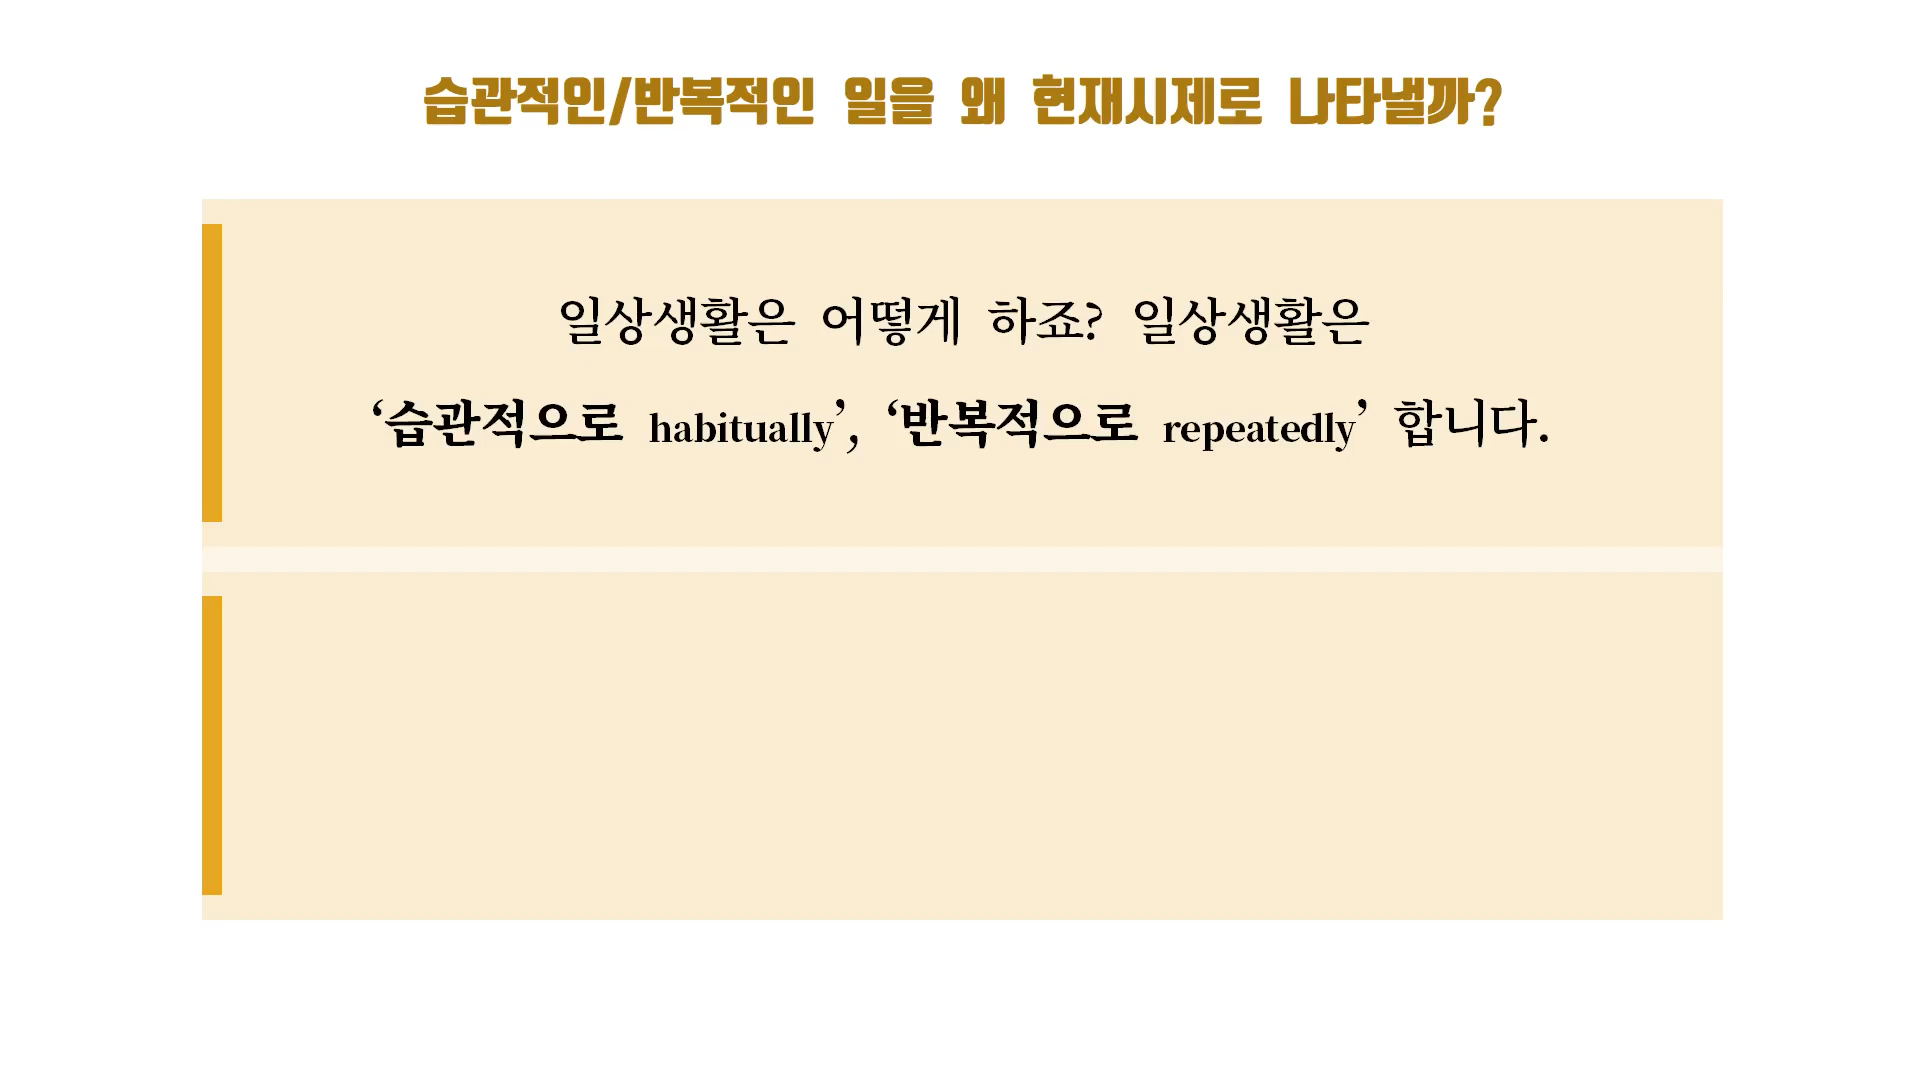 습관적인/반복적인 일을 왜 현재시제로 나타낼까?
일상생활은 어떻게 하죠? 일상생활은
‘습관적으로 habitually’, ‘반복적으로 repeatedly’ 합니다.